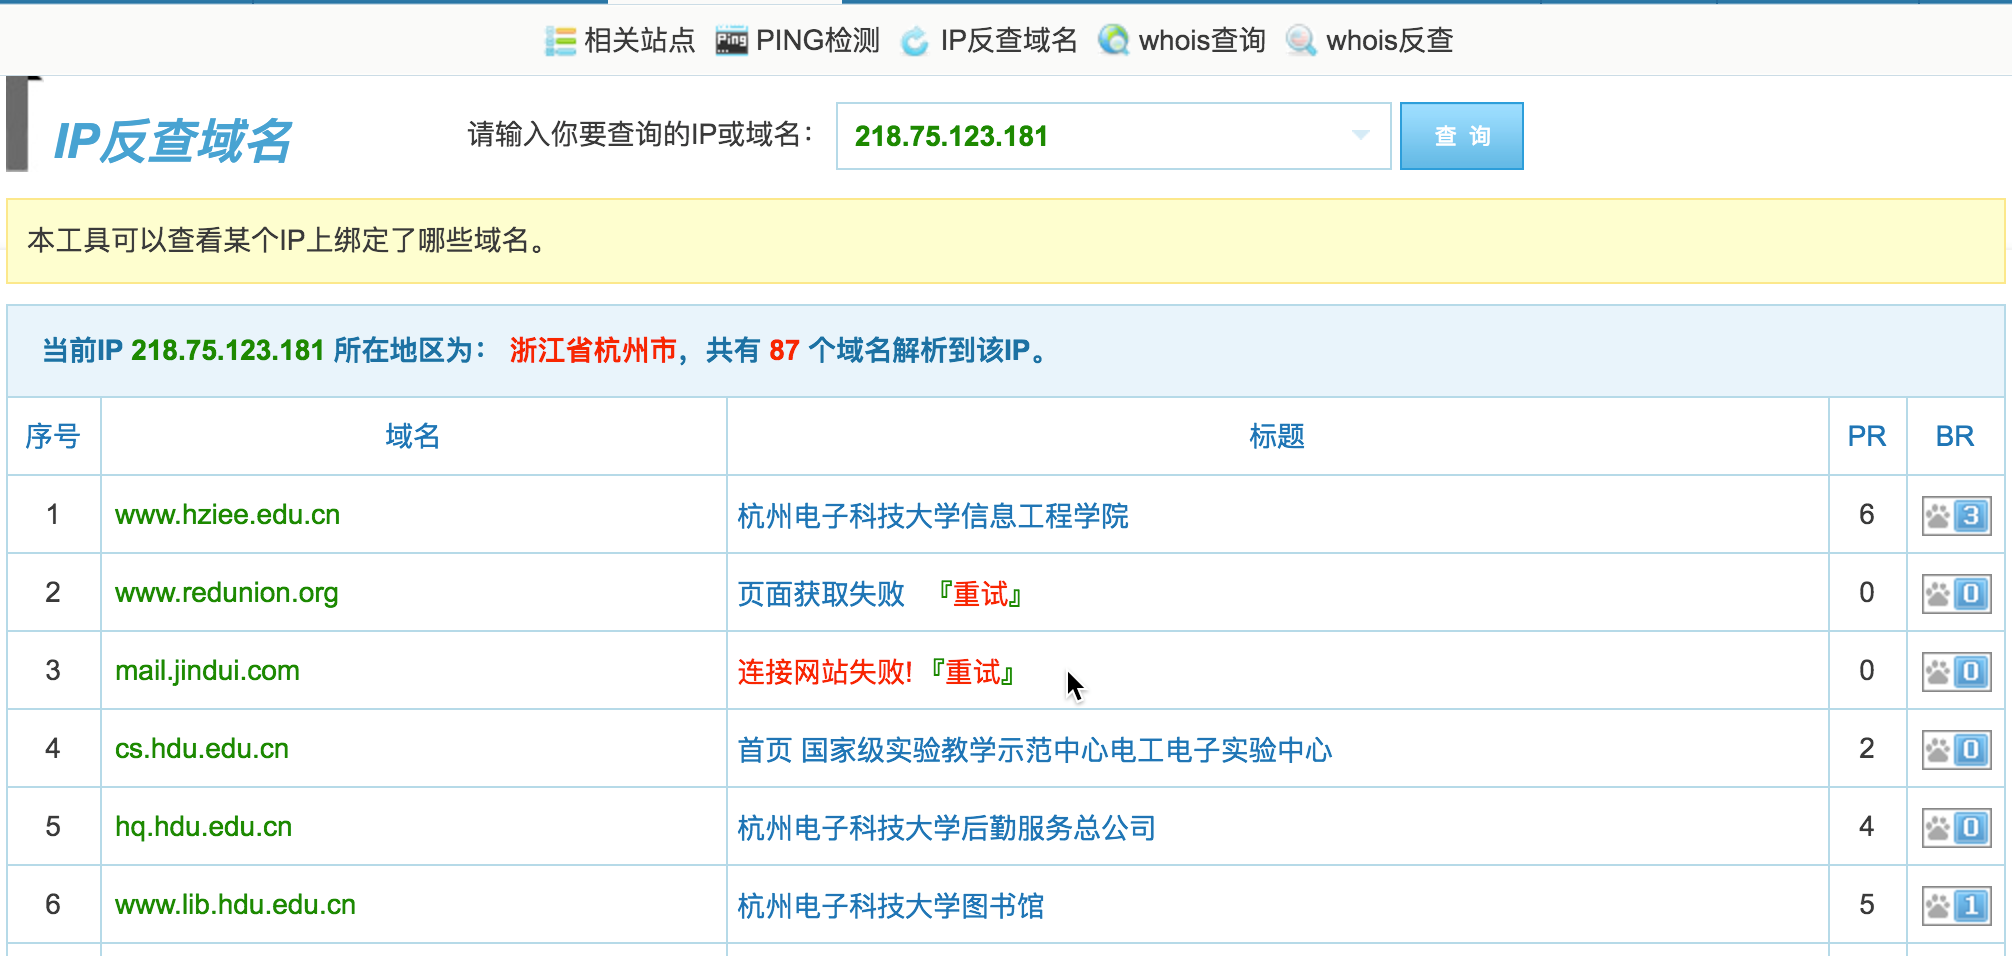 相关站点 PING检测 IP反查域名 whois查询 whois反查
IP反查域名 请输入你要查询的IP或域名： 218.75.123.181 查 询
本工具可以查看某个IP上绑定了哪些域名。
当前IP 218.75.123.181 所在地区为： 浙江省杭州市，共有 87 个域名解析到该IP。
序号 域名 标题 PR BR
1 www.hziee.edu.cn 杭州电子科技大学信息工程学院 6 3
2 www.redunion.org 页面获取失败 『重试』 0 0
3 mail.jindui.com 连接网站失败! 『重试』 0 0
4 cs.hdu.edu.cn 首页 国家级实验教学示范中心电工电子实验中心 2 0
5 hq.hdu.edu.cn 杭州电子科技大学后勤服务总公司 4 0
6 www.lib.hdu.edu.cn 杭州电子科技大学图书馆 5 1